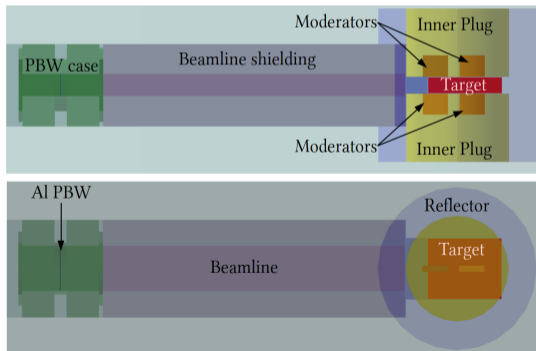 Moderators
Inner Plug
PBW case
Beamline shielding
Target
Moderators
Inner Plug
Al PBW
Reflector
Target
Beamline